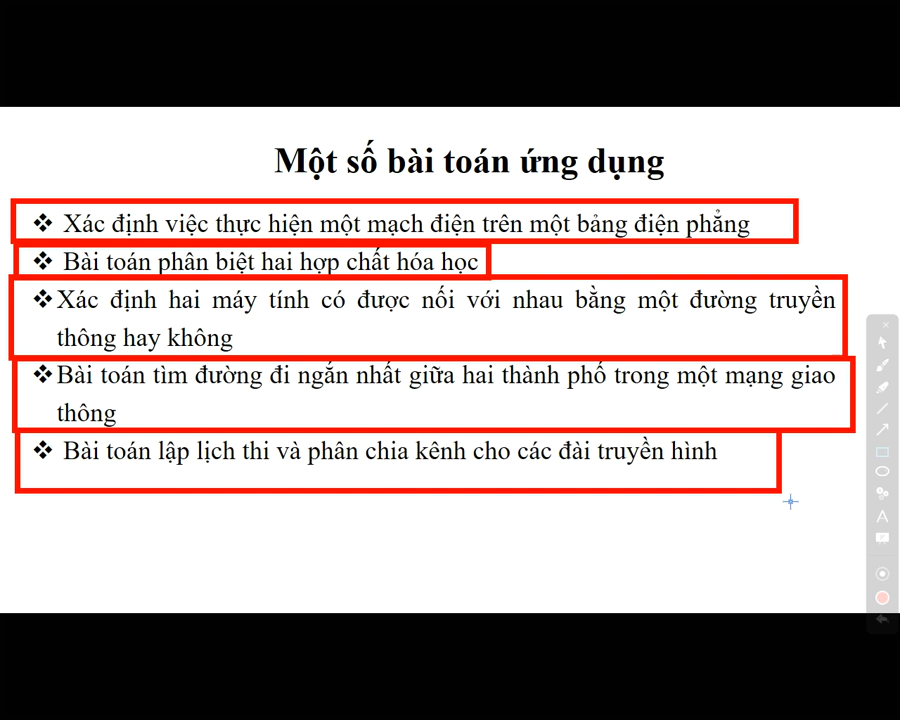 Một số bài toán ứng dụng
❖ Xác định việc thực hiện một mạch điện trên một bảng điện phẳng
❖ Bài toán phân biệt hai hợp chất hóa học
❖ Xác định hai máy tính có được nối với nhau bằng một đường truyền
thông hay không
❖ Bài toán tìm đường đi ngắn nhất giữa hai thành phố trong một mạng giao
thông
❖ Bài toán lập lịch thi và phân chia kênh cho các đài truyền hình
A